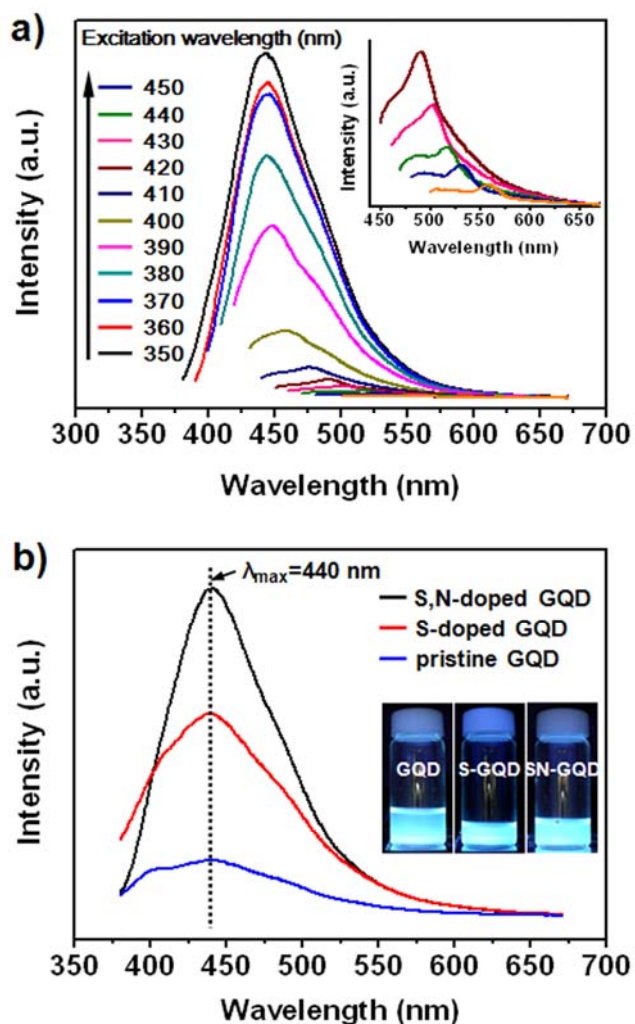 a)
Excitation wavelength (nm)
450
440
430
420
410
400
390
380
370
360
350
Intensity (a.u.)
300 350 400 450 500 550 600 650 700
Wavelength (nm)
Intensity (a.u.)
450 500 550 600 650
Wavelength (nm)
b)
λmax=440 nm
S,N-doped GQD
S-doped GQD
pristine GQD
GQD S-GQD SN-GQD
Intensity (a.u.)
350 400 450 500 550 600 650 700
Wavelength (nm)